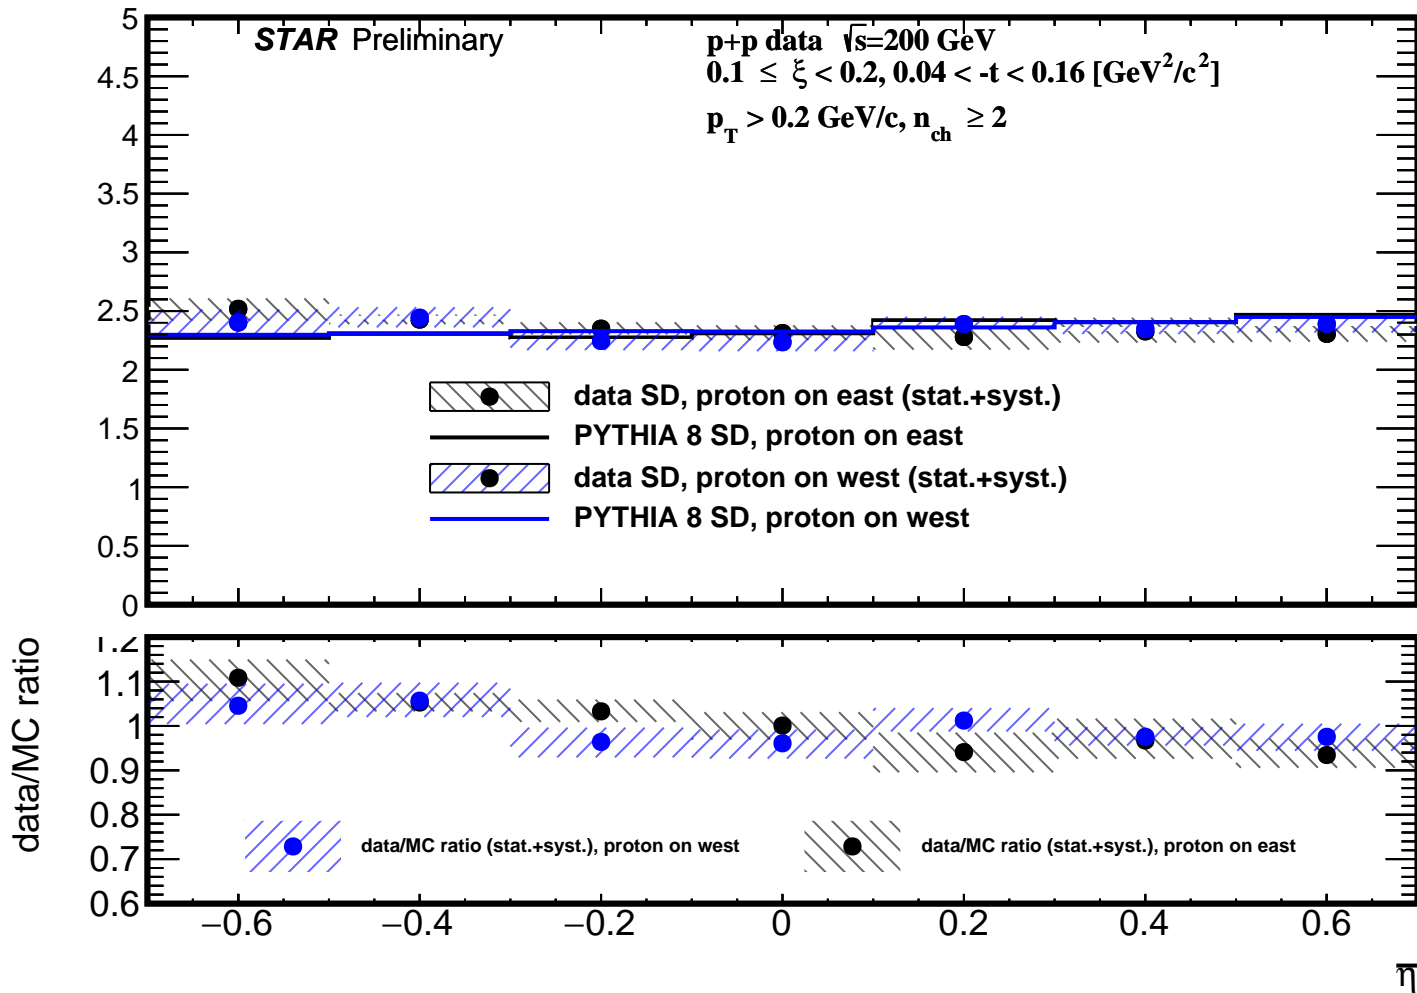 STAR Preliminary
p+p data √s=200 GeV
0.1 ≤ ξ < 0.2, 0.04 < -t < 0.16 [GeV²/c²]
p_T > 0.2 GeV/c, n_ch ≥ 2
5
4.5
4
3.5
3
2.5
2
1.5
1
0.5
0
data SD, proton on east (stat.+syst.)
PYTHIA 8 SD, proton on east
data SD, proton on west (stat.+syst.)
PYTHIA 8 SD, proton on west
data/MC ratio
1.2
1.1
1
0.9
0.8
0.7
0.6
data/MC ratio (stat.+syst.), proton on west
data/MC ratio (stat.+syst.), proton on east
−0.6 −0.4 −0.2 0 0.2 0.4 0.6
η̅